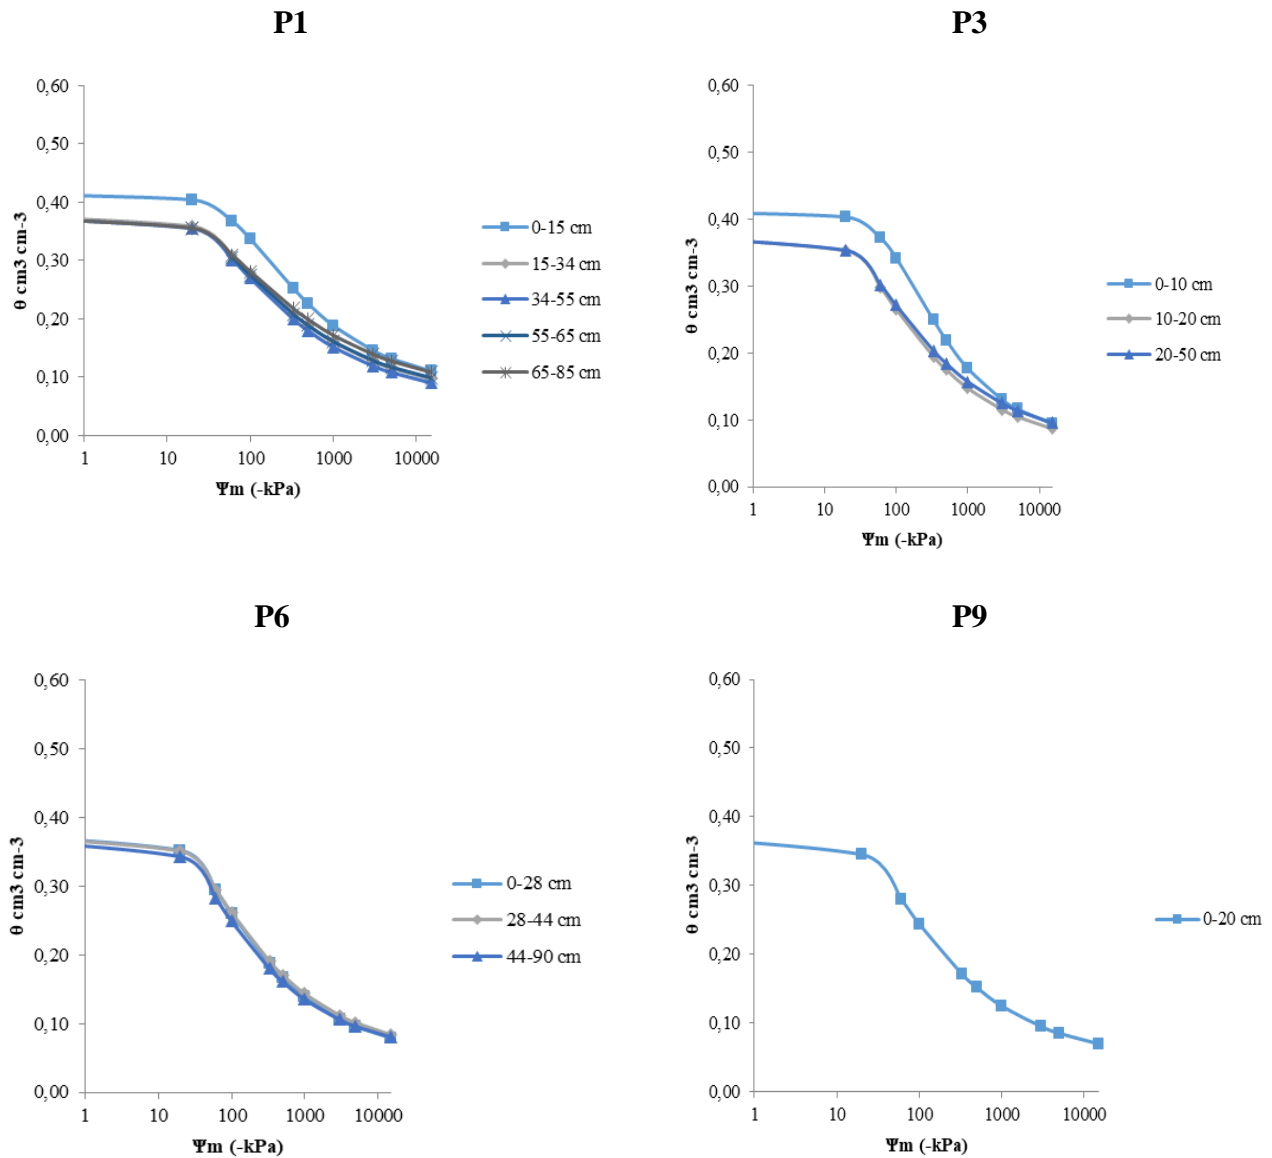 P1
0,60
0,50
0,40
0,30
0,20
0,10
0,00
1 10 100 1000 10000
θ cm3 cm-3
Ψm (-kPa)
0-15 cm
15-34 cm
34-55 cm
55-65 cm
65-85 cm
P3
0,60
0,50
0,40
0,30
0,20
0,10
0,00
1 10 100 1000 10000
θ cm3 cm-3
Ψm (-kPa)
0-10 cm
10-20 cm
20-50 cm
P6
0,60
0,50
0,40
0,30
0,20
0,10
0,00
1 10 100 1000 10000
θ cm3 cm-3
Ψm (-kPa)
0-28 cm
28-44 cm
44-90 cm
P9
0,60
0,50
0,40
0,30
0,20
0,10
0,00
1 10 100 1000 10000
θ cm3 cm-3
Ψm (-kPa)
0-20 cm